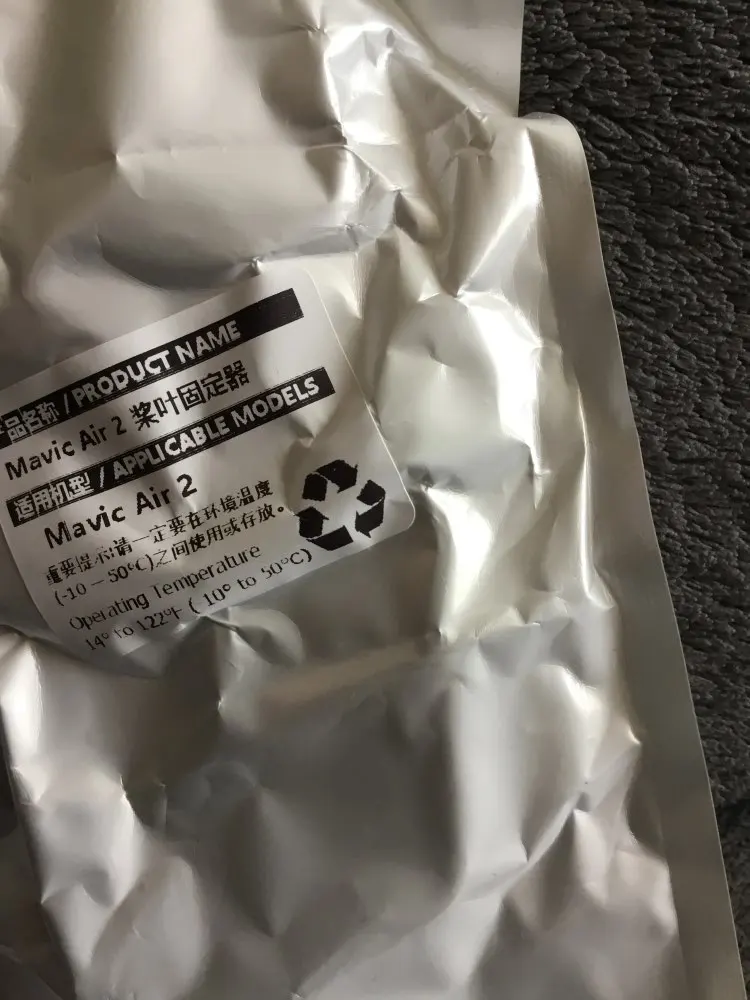 产品名称 / PRODUCT NAME
Mavic Air 2 桨叶固定器
适用机型 / APPLICABLE MODELS
Mavic Air 2
重要提示:请一定要在环境温度
(-10 — 50°C)之间使用或存放。
Operating Temperature
14° to 122°F ( 10° to 50°C)